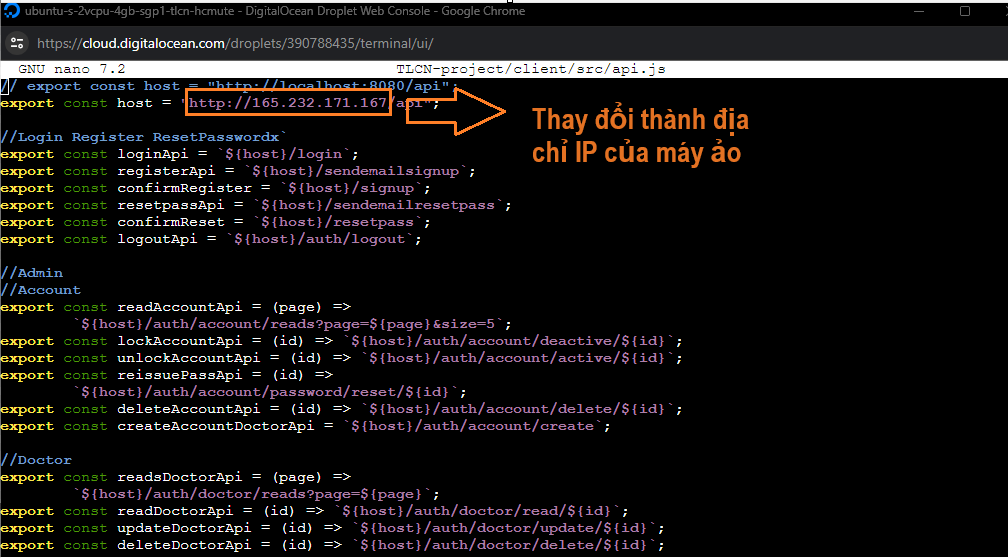 ubuntu-s-2vcpu-4gb-sgp1-tlcn-hcmute - DigitalOcean Droplet Web Console - Google Chrome
https://cloud.digitalocean.com/droplets/390788435/terminal/ui/
GNU nano 7.2 TLCN-project/client/src/api.js
// export const host = "http://localhost:8080/api";
export const host = "http://165.232.171.167/api";
Thay đổi thành địa
chỉ IP của máy ảo
//Login Register ResetPasswordx`
export const loginApi = `${host}/login`;
export const registerApi = `${host}/sendemailsignup`;
export const confirmRegister = `${host}/signup`;
export const resetpassApi = `${host}/sendemailresetpass`;
export const confirmReset = `${host}/resetpass`;
export const logoutApi = `${host}/auth/logout`;
//Admin
//Account
export const readAccountApi = (page) =>
`${host}/auth/account/reads?page=${page}&size=5`;
export const lockAccountApi = (id) => `${host}/auth/account/deactive/${id}`;
export const unlockAccountApi = (id) => `${host}/auth/account/active/${id}`;
export const reissuePassApi = (id) =>
`${host}/auth/account/password/reset/${id}`;
export const deleteAccountApi = (id) => `${host}/auth/account/delete/${id}`;
export const createAccountDoctorApi = `${host}/auth/account/create`;
//Doctor
export const readsDoctorApi = (page) =>
`${host}/auth/doctor/reads?page=${page}`;
export const readDoctorApi = (id) => `${host}/auth/doctor/read/${id}`;
export const updateDoctorApi = (id) => `${host}/auth/doctor/update/${id}`;
export const deleteDoctorApi = (id) => `${host}/auth/doctor/delete/${id}`;